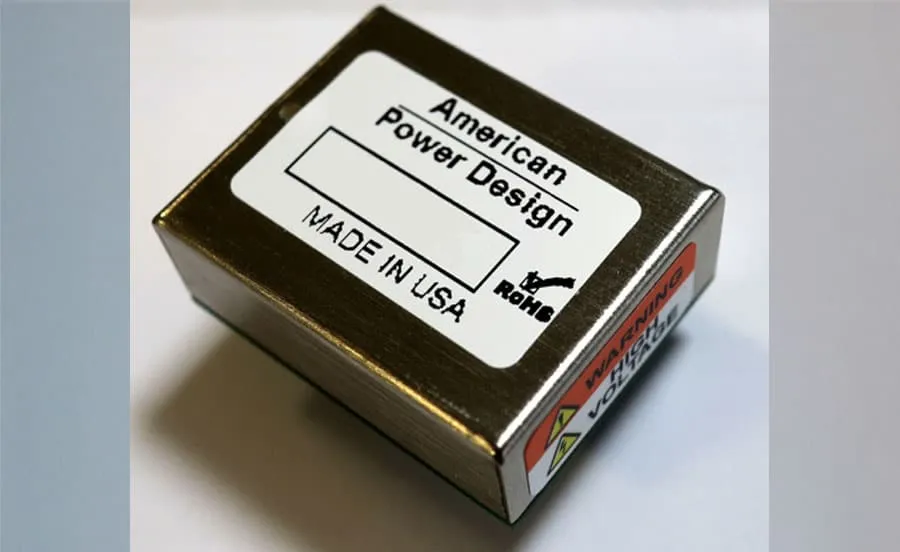 American
Power Design
MADE IN USA
RoHS
WARNING
HIGH
VOLTAGE